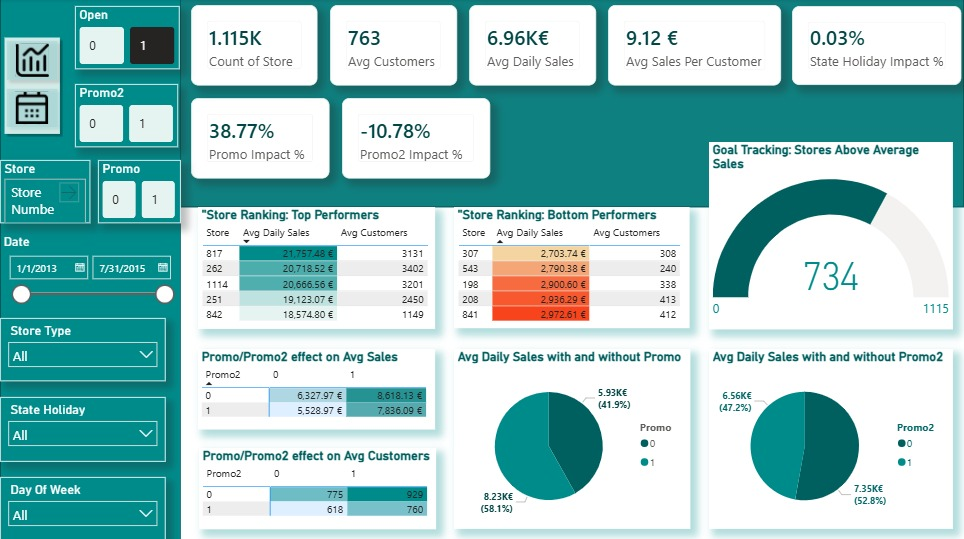 Open
0 1
Promo2
0 1
Store
Store
Numbe
Promo
0 1
Date
1/1/2013 7/31/2015
Store Type
All
State Holiday
All
Day Of Week
All
1.115K
Count of Store
763
Avg Customers
6.96K€
Avg Daily Sales
9.12 €
Avg Sales Per Customer
0.03%
State Holiday Impact %
38.77%
Promo Impact %
-10.78%
Promo2 Impact %
"Store Ranking: Top Performers
Store Avg Daily Sales Avg Customers
817 21,757.48 € 3131
262 20,718.52 € 3402
1114 20,666.56 € 3201
251 19,123.07 € 2450
842 18,574.80 € 1149
"Store Ranking: Bottom Performers
Store Avg Daily Sales Avg Customers
307 2,703.74 € 308
543 2,790.38 € 240
198 2,900.60 € 338
208 2,936.29 € 413
841 2,972.61 € 412
Goal Tracking: Stores Above Average
Sales
734
0 1115
Promo/Promo2 effect on Avg Sales
Promo2 0 1
0 6,327.97 € 8,618.13 €
1 5,528.97 € 7,836.09 €
Promo/Promo2 effect on Avg Customers
Promo2 0 1
0 775 929
1 618 760
Avg Daily Sales with and without Promo
5.93K€
(41.9%)
8.23K€
(58.1%)
Promo
0
1
Avg Daily Sales with and without Promo2
6.56K€
(47.2%)
7.35K€
(52.8%)
Promo2
0
1